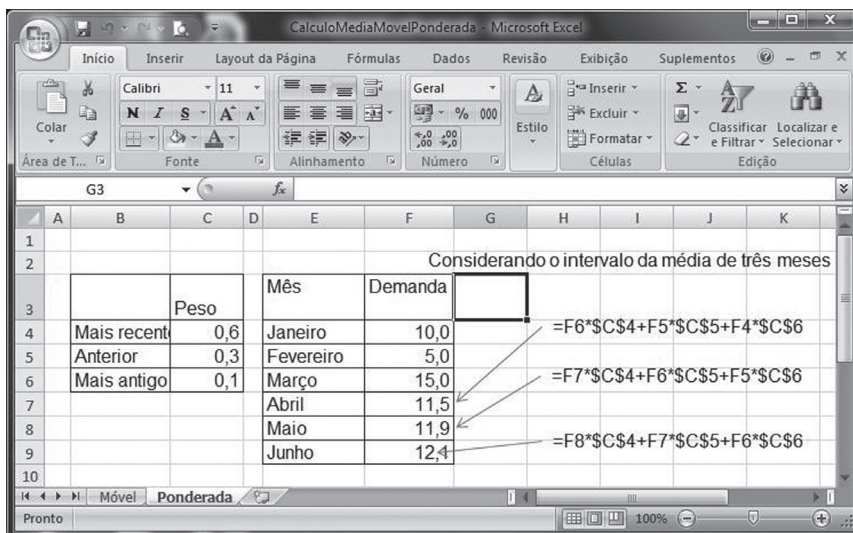 CalculoMediaMovelPonderada - Microsoft Excel
Início Inserir Layout da Página Fórmulas Dados Revisão Exibição Suplementos
Colar
Área de T...
Calibri 11
N I S A A
A
Fonte
Alinhamento
Geral
% 000
,00 ,0
Número
A
Estilo
Inserir
Excluir
Formatar
Células
Σ
Classificar e Filtrar
Localizar e Selecionar
Edição
G3 fx
A B C D E F G H I J K
1
2 Considerando o intervalo da média de três meses
3 Peso Mês Demanda
4 Mais recent 0,6 Janeiro 10,0 =F6*$C$4+F5*$C$5+F4*$C$6
5 Anterior 0,3 Fevereiro 5,0
6 Mais antigo 0,1 Março 15,0 =F7*$C$4+F6*$C$5+F5*$C$6
7 Abril 11,5
8 Maio 11,9
9 Junho 12,4 =F8*$C$4+F7*$C$5+F6*$C$6
10
Móvel Ponderada
Pronto 100%